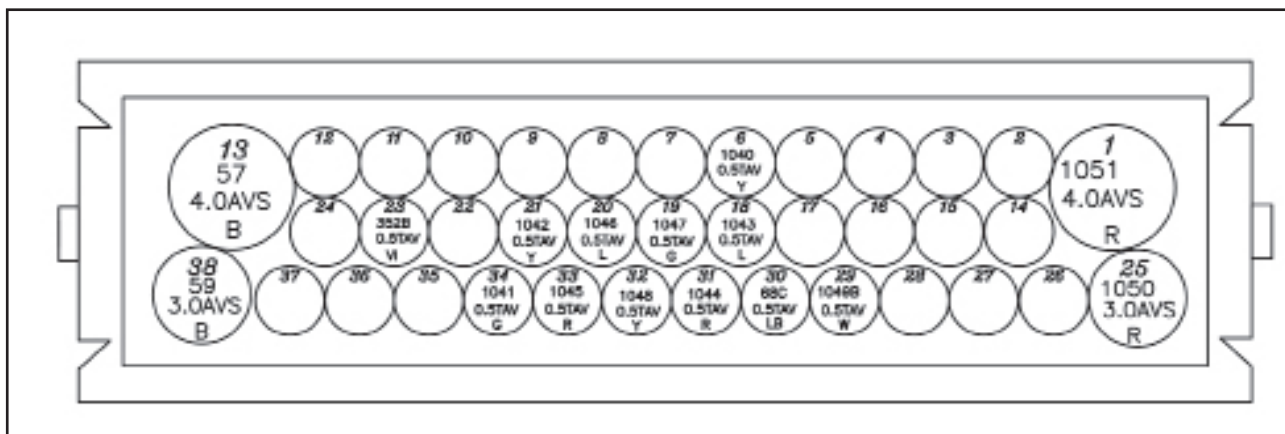 13
57
4.0AVS
B
12
11
10
9
8
7
6
1040
0.5TAV
Y
5
4
3
2
1
1051
4.0AVS
R
24
23
352B
0.5TAV
VI
22
21
1042
0.5TAV
Y
20
1046
0.5TAV
L
19
1047
0.5TAV
G
18
1043
0.5TAV
L
17
16
15
14
38
59
3.0AVS
B
37
36
35
34
1041
0.5TAV
G
33
1045
0.5TAV
R
32
1048
0.5TAV
Y
31
1044
0.5TAV
R
30
68C
0.5TAV
LB
29
1049B
0.5TAV
W
28
27
26
25
1050
3.0AVS
R